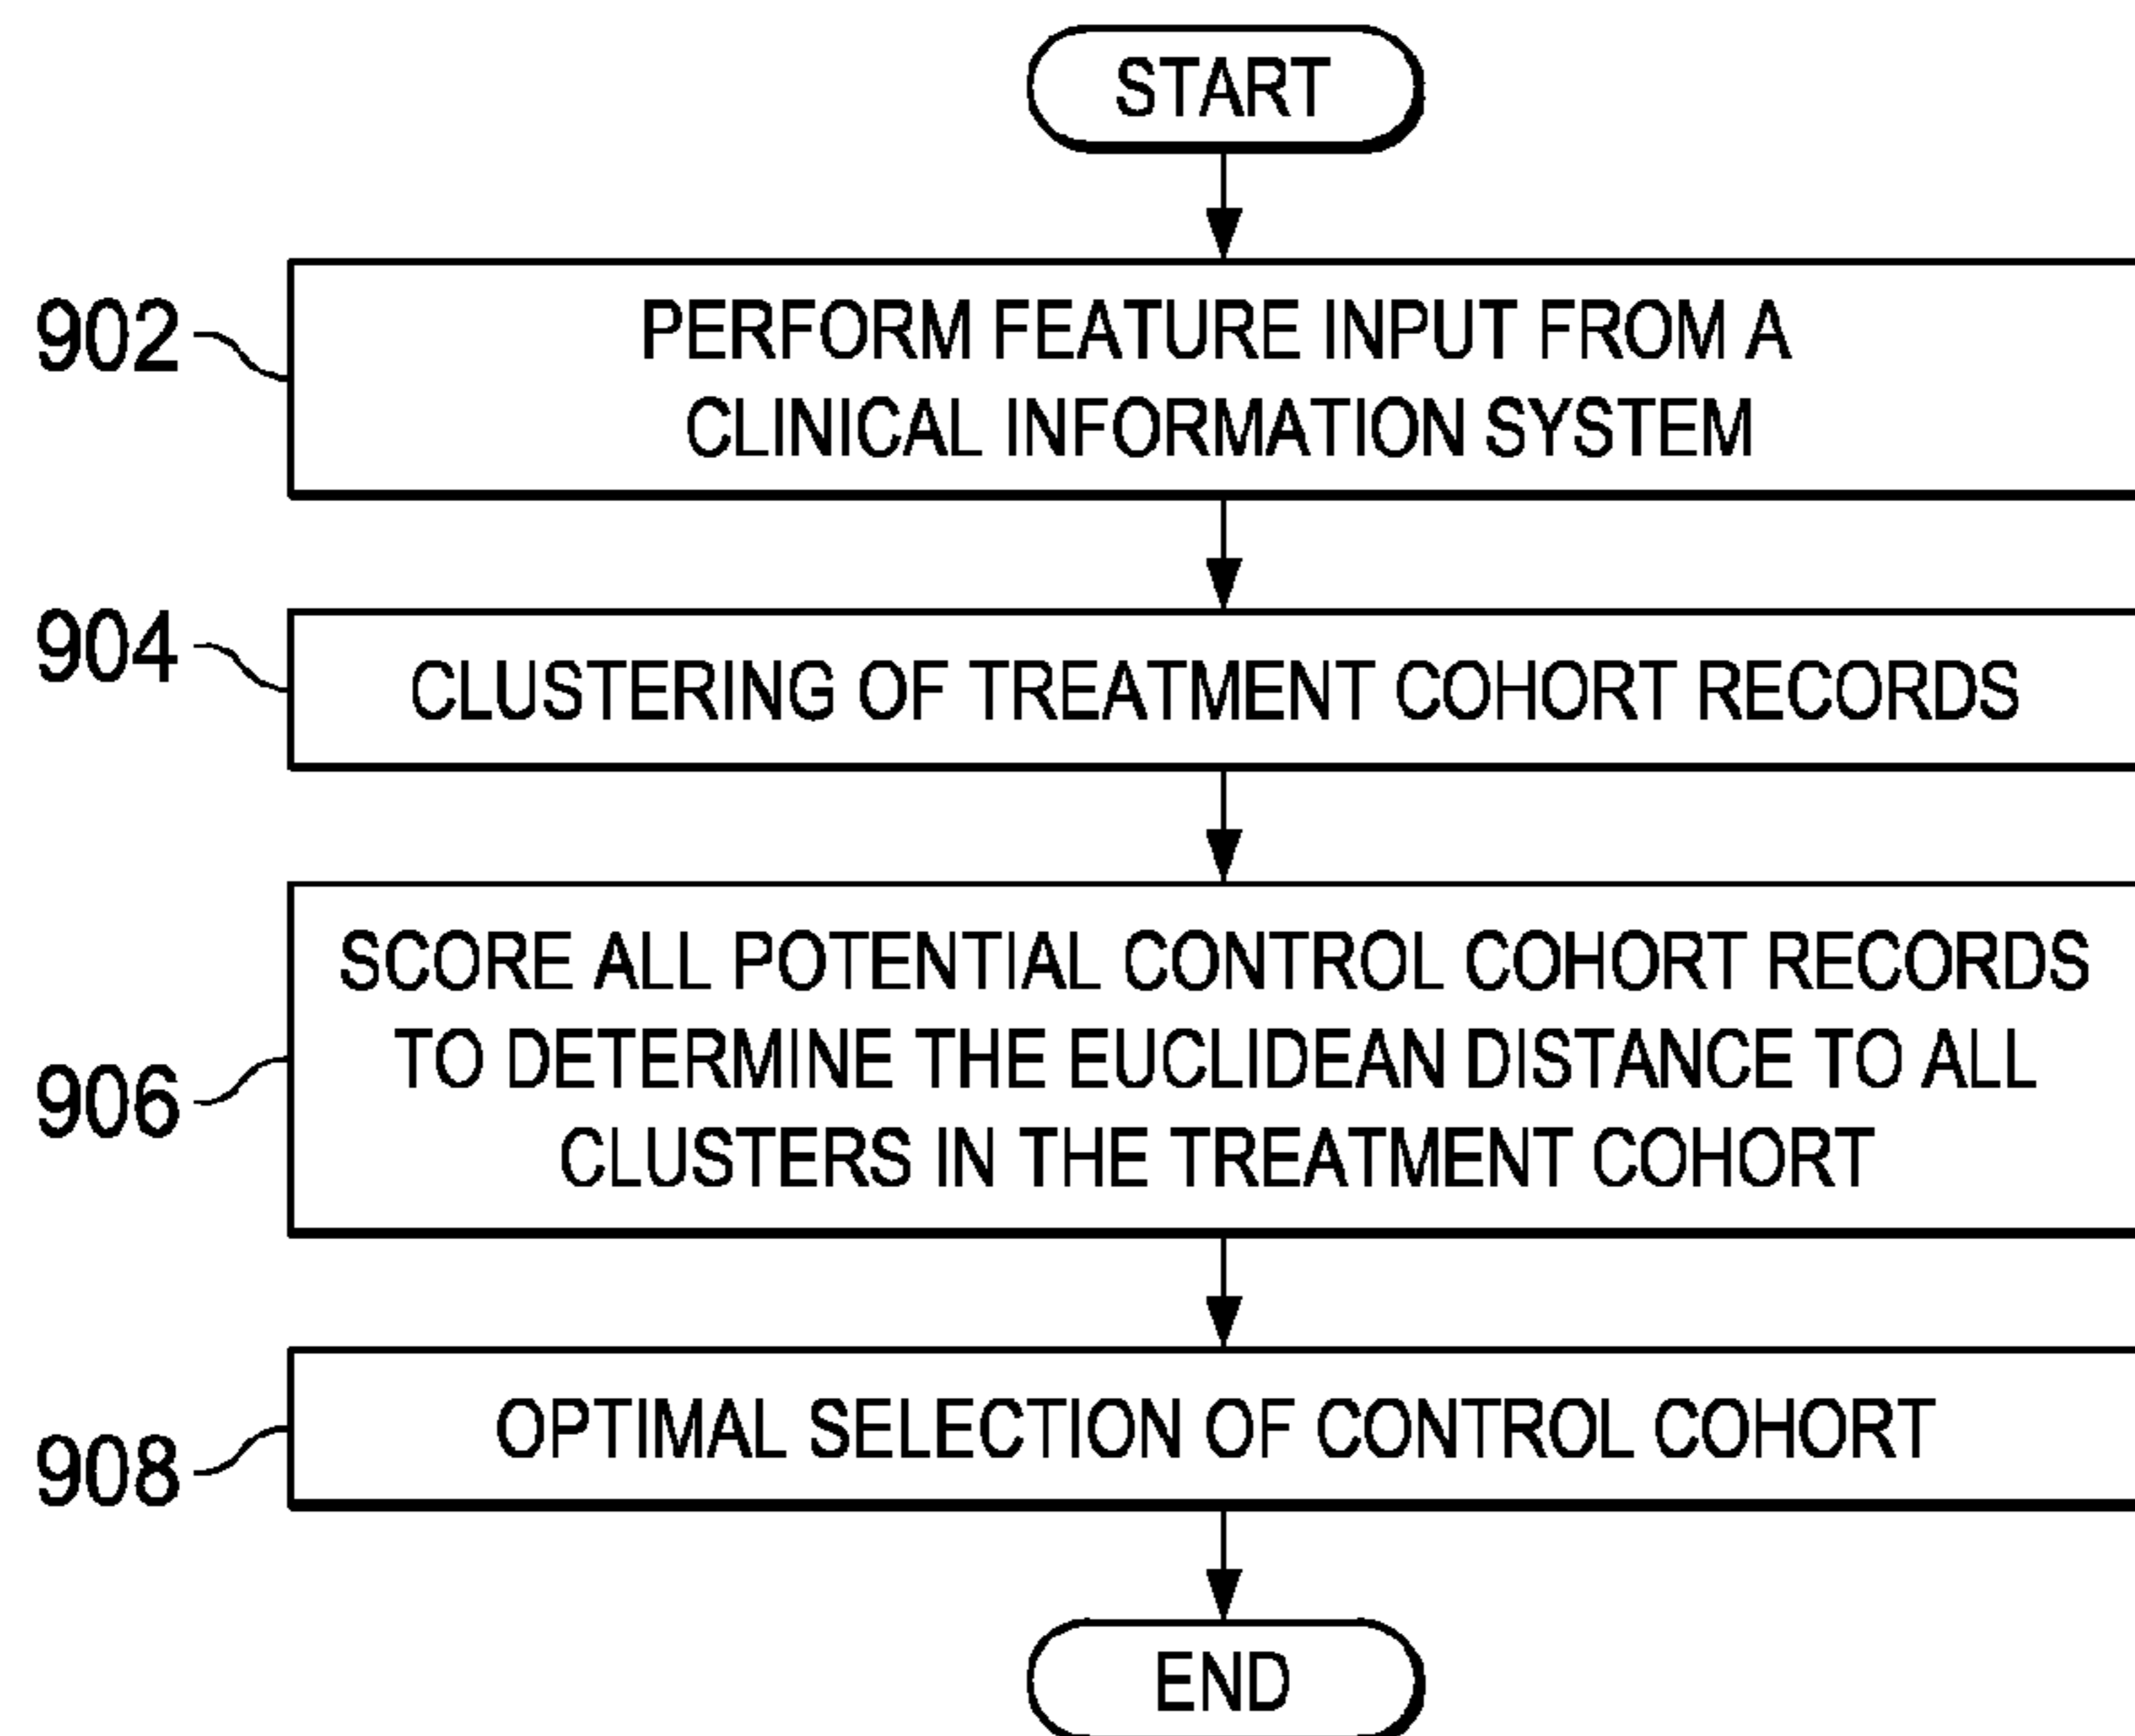 START
902
PERFORM FEATURE INPUT FROM A
CLINICAL INFORMATION SYSTEM
904
CLUSTERING OF TREATMENT COHORT RECORDS
906
SCORE ALL POTENTIAL CONTROL COHORT RECORDS
TO DETERMINE THE EUCLIDEAN DISTANCE TO ALL
CLUSTERS IN THE TREATMENT COHORT
908
OPTIMAL SELECTION OF CONTROL COHORT
END